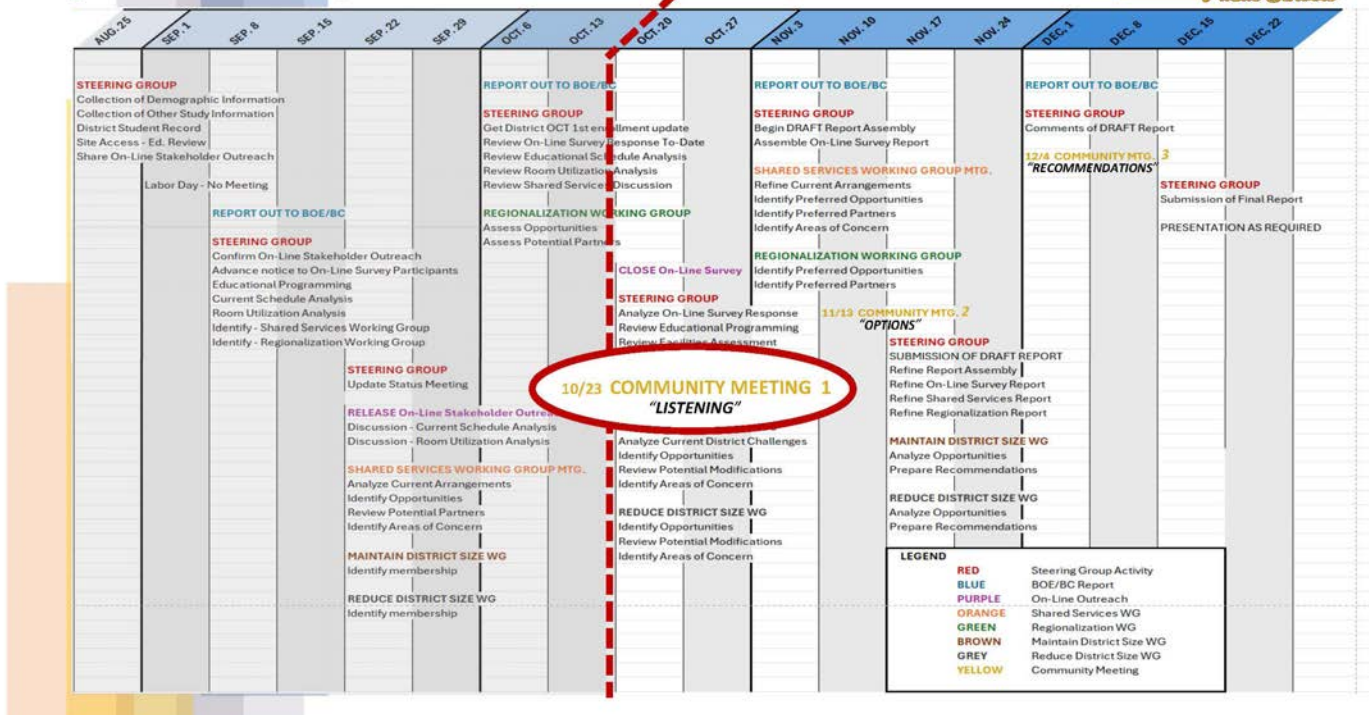 AUG. 25
SEP. 1
SEP. 8
SEP. 15
SEP. 22
SEP. 29
OCT. 6
OCT. 13
OCT. 20
OCT. 27
NOV. 3
NOV. 10
NOV. 17
NOV. 24
DEC. 1
DEC. 8
DEC. 15
DEC. 22
STEERING GROUP
Collection of Demographic Information
Collection of Other Study Information
District Student Record
Site Access - Ed. Review
Share On-Line Stakeholder Outreach
Labor Day - No Meeting
REPORT OUT TO BOE/BC
STEERING GROUP
Confirm On-Line Stakeholder Outreach
Advance notice to On-Line Survey Participants
Educational Programming
Current Schedule Analysis
Room Utilization Analysis
Identify - Shared Services Working Group
Identify - Regionalization Working Group
STEERING GROUP
Update Status Meeting
RELEASE On-Line Stakeholder
Discussion - Current Schedule Analysis
Discussion - Room Utilization Analysis
SHARED SERVICES WORKING GROUP MTG.
Analyze Current Arrangements
Identify Opportunities
Review Potential Partners
Identify Areas of Concern
MAINTAIN DISTRICT SIZE WG
Identify membership
REDUCE DISTRICT SIZE WG
Identify membership
REPORT OUT TO BOE/BC
STEERING GROUP
Get District OCT 1st enrollment update
Review On-Line Survey Response To-Date
Review Educational Schedule Analysis
Review Room Utilization Analysis
Review Shared Services Discussion
REGIONALIZATION WORKING GROUP
Assess Opportunities
Assess Potential Partners
CLOSE On-Line Survey
STEERING GROUP
Analyze On-Line Survey Response
Review Educational Programming
Review Facilities Assessment
10/23 COMMUNITY MEETING 1
"LISTENING"
Analyze Current District Challenges
Identify Opportunities
Review Potential Modifications
Identify Areas of Concern
REDUCE DISTRICT SIZE WG
Identify Opportunities
Review Potential Modifications
Identify Areas of Concern
REPORT OUT TO BOE/BC
STEERING GROUP
Begin DRAFT Report Assembly
Assemble On-Line Survey Report
SHARED SERVICES WORKING GROUP MTG.
Refine Current Arrangements
Identify Preferred Opportunities
Identify Preferred Partners
Identify Areas of Concern
REGIONALIZATION WORKING GROUP
Identify Preferred Opportunities
Identify Preferred Partners
11/13 COMMUNITY MTG. 2
"OPTIONS"
STEERING GROUP
SUBMISSION OF DRAFT REPORT
Refine Report Assembly
Refine On-Line Survey Report
Refine Shared Services Report
Refine Regionalization Report
MAINTAIN DISTRICT SIZE WG
Analyze Opportunities
Prepare Recommendations
REDUCE DISTRICT SIZE WG
Analyze Opportunities
Prepare Recommendations
REPORT OUT TO BOE/BC
STEERING GROUP
Comments of DRAFT Report
12/4 COMMUNITY MTG. 3
"RECOMMENDATIONS"
STEERING GROUP
Submission of Final Report
PRESENTATION AS REQUIRED
LEGEND
RED Steering Group Activity
BLUE BOE/BC Report
PURPLE On-Line Outreach
ORANGE Shared Services WG
GREEN Regionalization WG
BROWN Maintain District Size WG
GREY Reduce District Size WG
YELLOW Community Meeting